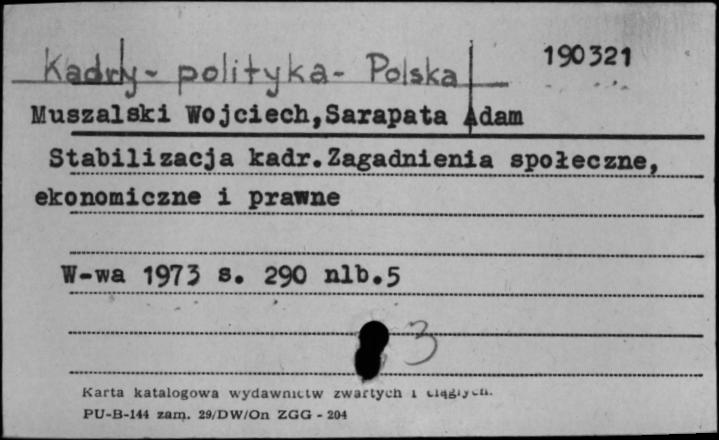 190321
Kadry - polityka - Polska
Muszalski Wojciech,Sarapata Adam
Stabilizacja kadr.Zagadnienia społeczne,
ekonomiczne i prawne
W-wa 1973 s. 290 nlb.5
3
Karta katalogowa wydawnictw zwartych i ciągłych.
PU-B-144 zam. 29/DW/On ZGG - 204